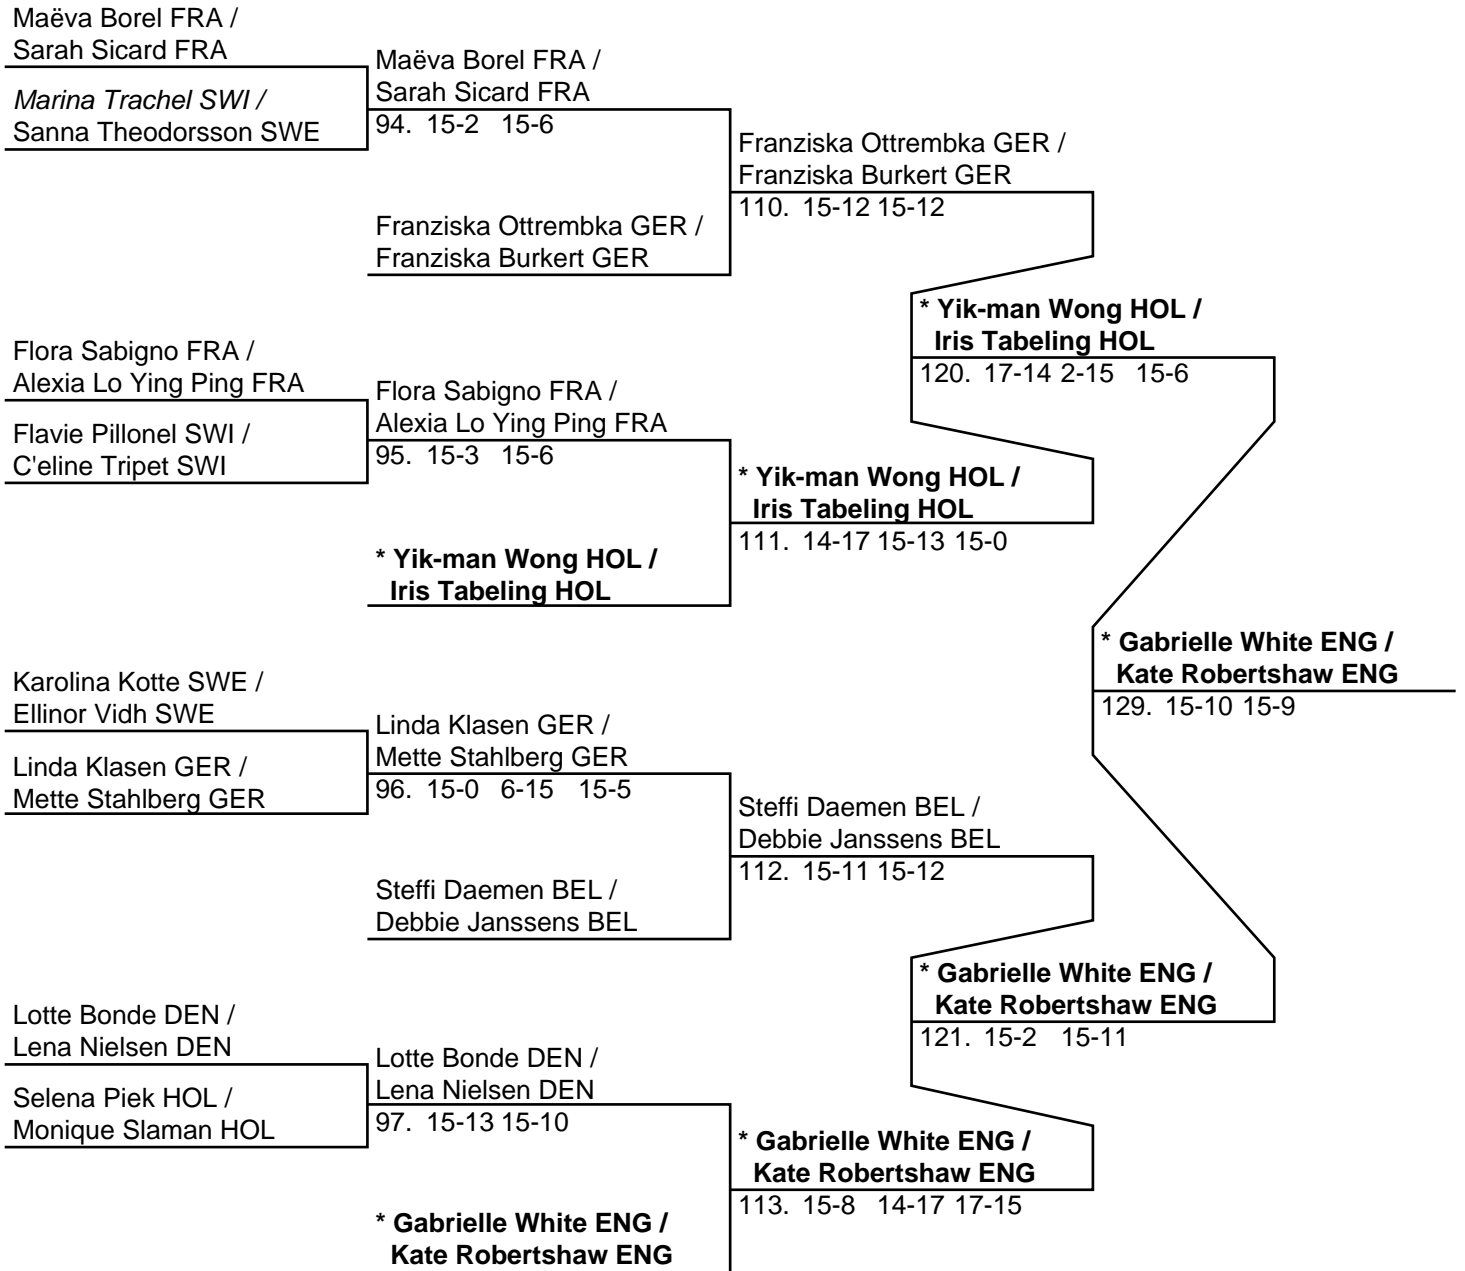 Maëva Borel FRA /
Sarah Sicard FRA
Marina Trachel SWI /
Sanna Theodorsson SWE
Maëva Borel FRA /
Sarah Sicard FRA
94. 15-2 15-6
Franziska Ottrembka GER /
Franziska Burkert GER
Franziska Ottrembka GER /
Franziska Burkert GER
110. 15-12 15-12
Flora Sabigno FRA /
Alexia Lo Ying Ping FRA
Flavie Pillonel SWI /
C'eline Tripet SWI
Flora Sabigno FRA /
Alexia Lo Ying Ping FRA
95. 15-3 15-6
* Yik-man Wong HOL /
Iris Tabeling HOL
* Yik-man Wong HOL /
Iris Tabeling HOL
111. 14-17 15-13 15-0
* Yik-man Wong HOL /
Iris Tabeling HOL
120. 17-14 2-15 15-6
Karolina Kotte SWE /
Ellinor Vidh SWE
Linda Klasen GER /
Mette Stahlberg GER
Linda Klasen GER /
Mette Stahlberg GER
96. 15-0 6-15 15-5
Steffi Daemen BEL /
Debbie Janssens BEL
Steffi Daemen BEL /
Debbie Janssens BEL
112. 15-11 15-12
Lotte Bonde DEN /
Lena Nielsen DEN
Selena Piek HOL /
Monique Slaman HOL
Lotte Bonde DEN /
Lena Nielsen DEN
97. 15-13 15-10
* Gabrielle White ENG /
Kate Robertshaw ENG
* Gabrielle White ENG /
Kate Robertshaw ENG
113. 15-8 14-17 17-15
* Gabrielle White ENG /
Kate Robertshaw ENG
121. 15-2 15-11
* Gabrielle White ENG /
Kate Robertshaw ENG
129. 15-10 15-9